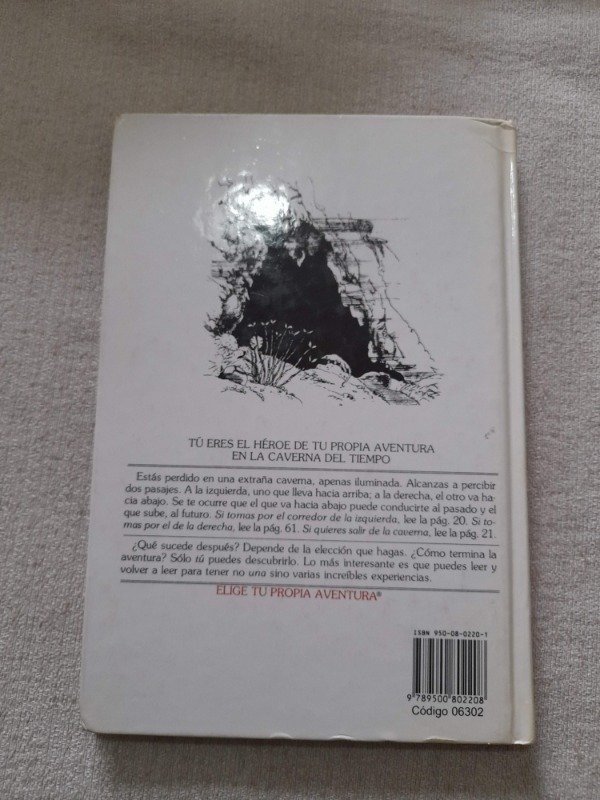 TÚ ERES EL HÉROE DE TU PROPIA AVENTURA
EN LA CAVERNA DEL TIEMPO
Estás perdido en una extraña caverna, apenas iluminada. Alcanzas a percibir
dos pasajes. A la izquierda, uno que lleva hacia arriba; a la derecha, el otro va ha-
cia abajo. Se te ocurre que el que va hacia abajo puede conducirte al pasado y el
que sube, al futuro. Si tomas por el corredor de la izquierda, lee la pág. 20. Si to-
mas por el de la derecha, lee la pág. 61. Si quieres salir de la caverna, lee la pág. 21.
¿Qué sucede después? Depende de la elección que hagas. ¿Cómo termina la
aventura? Sólo tú puedes descubrirlo. Lo más interesante es que puedes leer y
volver a leer para tener no una sino varias increíbles experiencias.
ELIGE TU PROPIA AVENTURA®
ISBN 950-08-0220-1
9 789500 802208
Código 06302